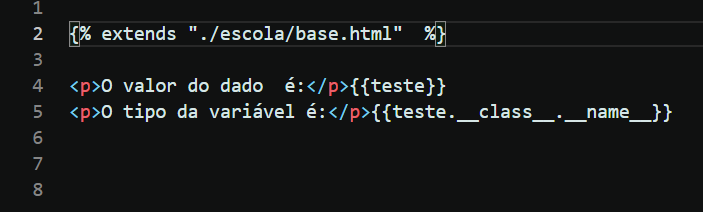 1
2 {% extends "./escola/base.html"  %}
3
4 <p>O valor do dado  é:</p>{{teste}}
5 <p>O tipo da variável é:</p>{{teste.__class__.__name__}}
6
7
8